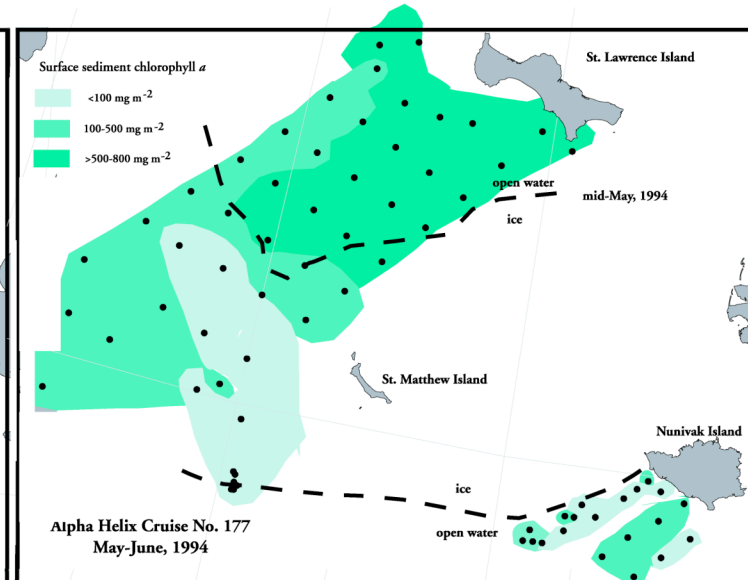 St. Lawrence Island
Surface sediment chlorophyll a
<100 mg m-2
100-500 mg m-2
>500-800 mg m-2
open water
mid-May, 1994
ice
St. Matthew Island
Nunivak Island
ice
open water
Alpha Helix Cruise No. 177
May-June, 1994